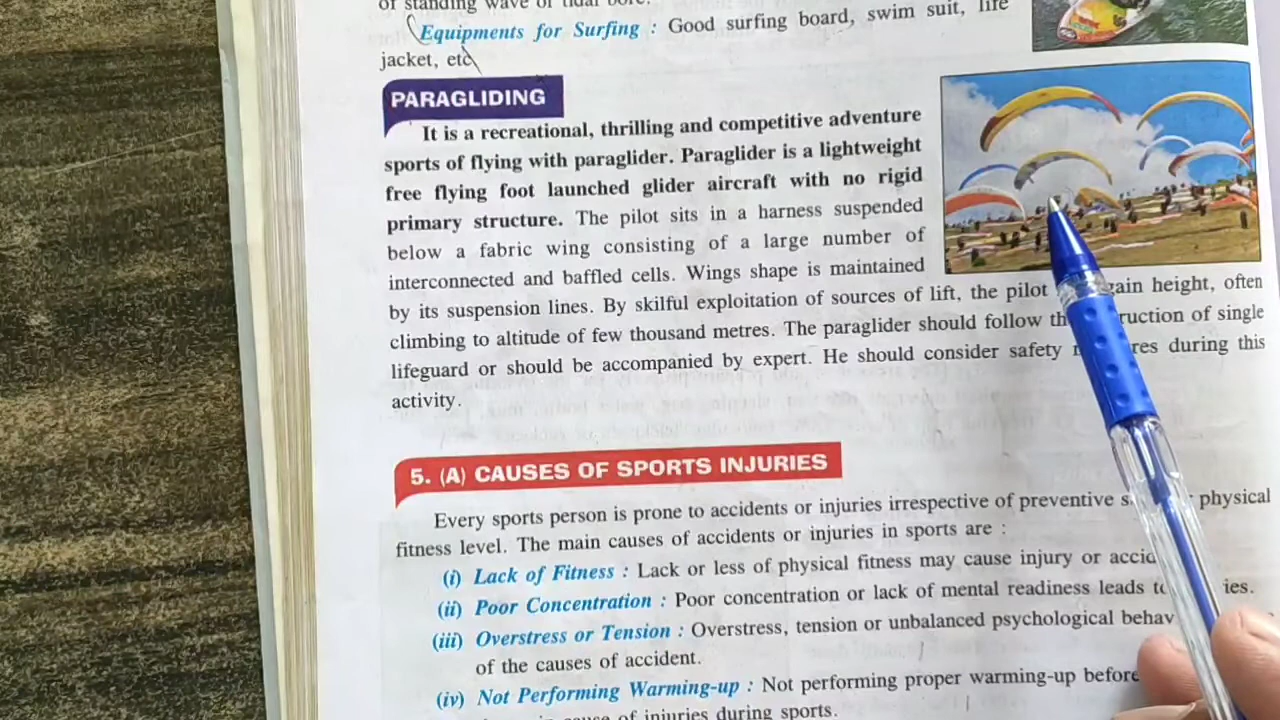 of standing wave or tidal bore.
Equipments for Surfing : Good surfing board, swim suit, life
jacket, etc
PARAGLIDING
It is a recreational, thrilling and competitive adventure
sports of flying with paraglider. Paraglider is a lightweight
free flying foot launched glider aircraft with no rigid
primary structure. The pilot sits in a harness suspended
below a fabric wing consisting of a large number of
interconnected and baffled cells. Wings shape is maintained
by its suspension lines. By skilful exploitation of sources of lift, the pilot gain height, often
climbing to altitude of few thousand metres. The paraglider should follow of single
lifeguard or should be accompanied by expert. He should consider safety during this
activity.
5. (A) CAUSES OF SPORTS INJURIES
Every sports person is prone to accidents or injuries irrespective of preventive physical
fitness level. The main causes of accidents or injuries in sports are :
(i) Lack of Fitness : Lack or less of physical fitness may cause injury or
(ii) Poor Concentration : Poor concentration or lack of mental readiness leads
(iii) Overstress or Tension : Overstress, tension or unbalanced psychological
of the causes of accident.
(iv) Not Performing Warming-up : Not performing proper warming-up before
cause of injuries during sports.